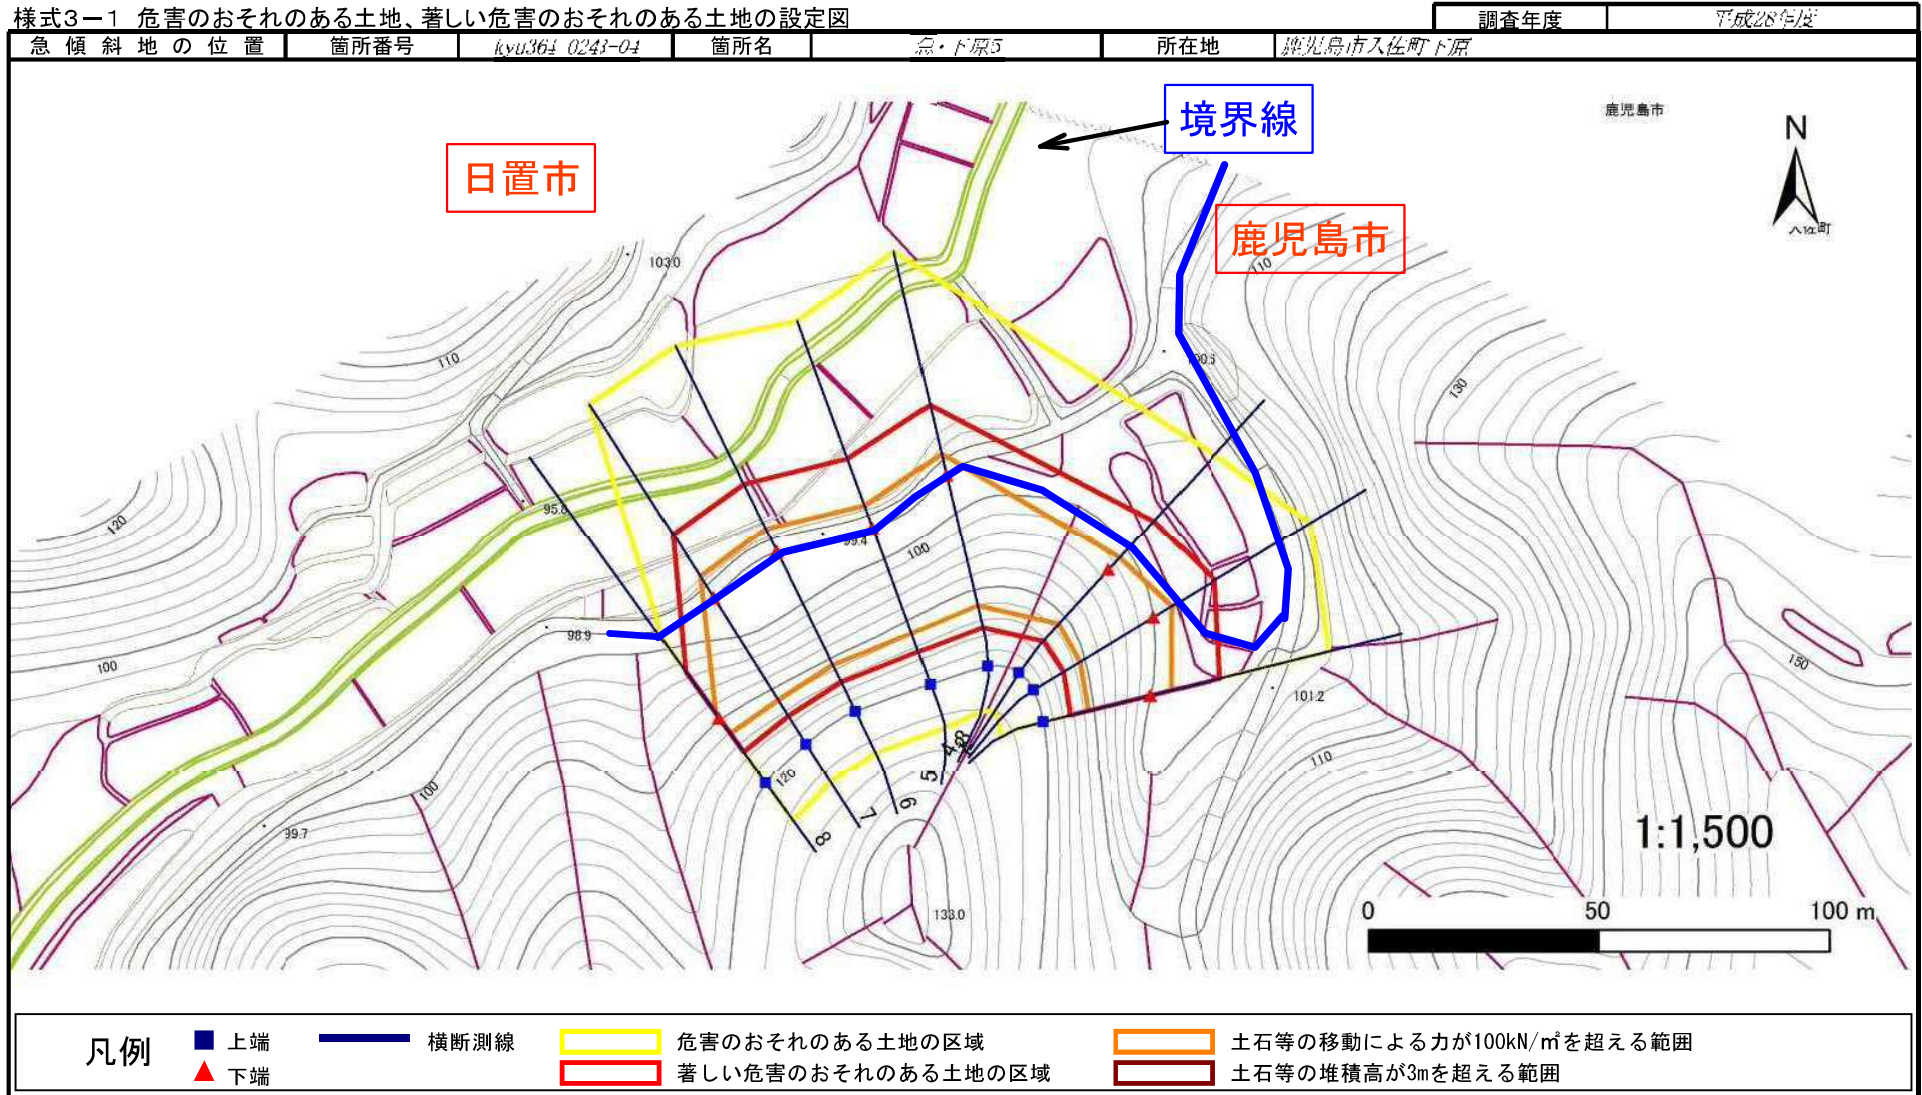 様式3-1 危害のおそれのある土地、著しい危害のおそれのある土地の設定図
調査年度 平成28年度
急傾斜地の位置 箇所番号 kyu364 0243-04 箇所名 急・下原5 所在地 鹿児島市入佐町下原
境界線
鹿児島市
N
日置市
入佐町
鹿児島市
103.0
110
110
100.5
130
120
95.8
99.4
100
98.9
100
150
101.2
120
110
100
99.7
133.0
4
5
6
7
8
1:1,500
0 50 100 m
凡例
上端
横断測線
危害のおそれのある土地の区域
土石等の移動による力が100kN/㎡を超える範囲
下端
著しい危害のおそれのある土地の区域
土石等の堆積高が3mを超える範囲